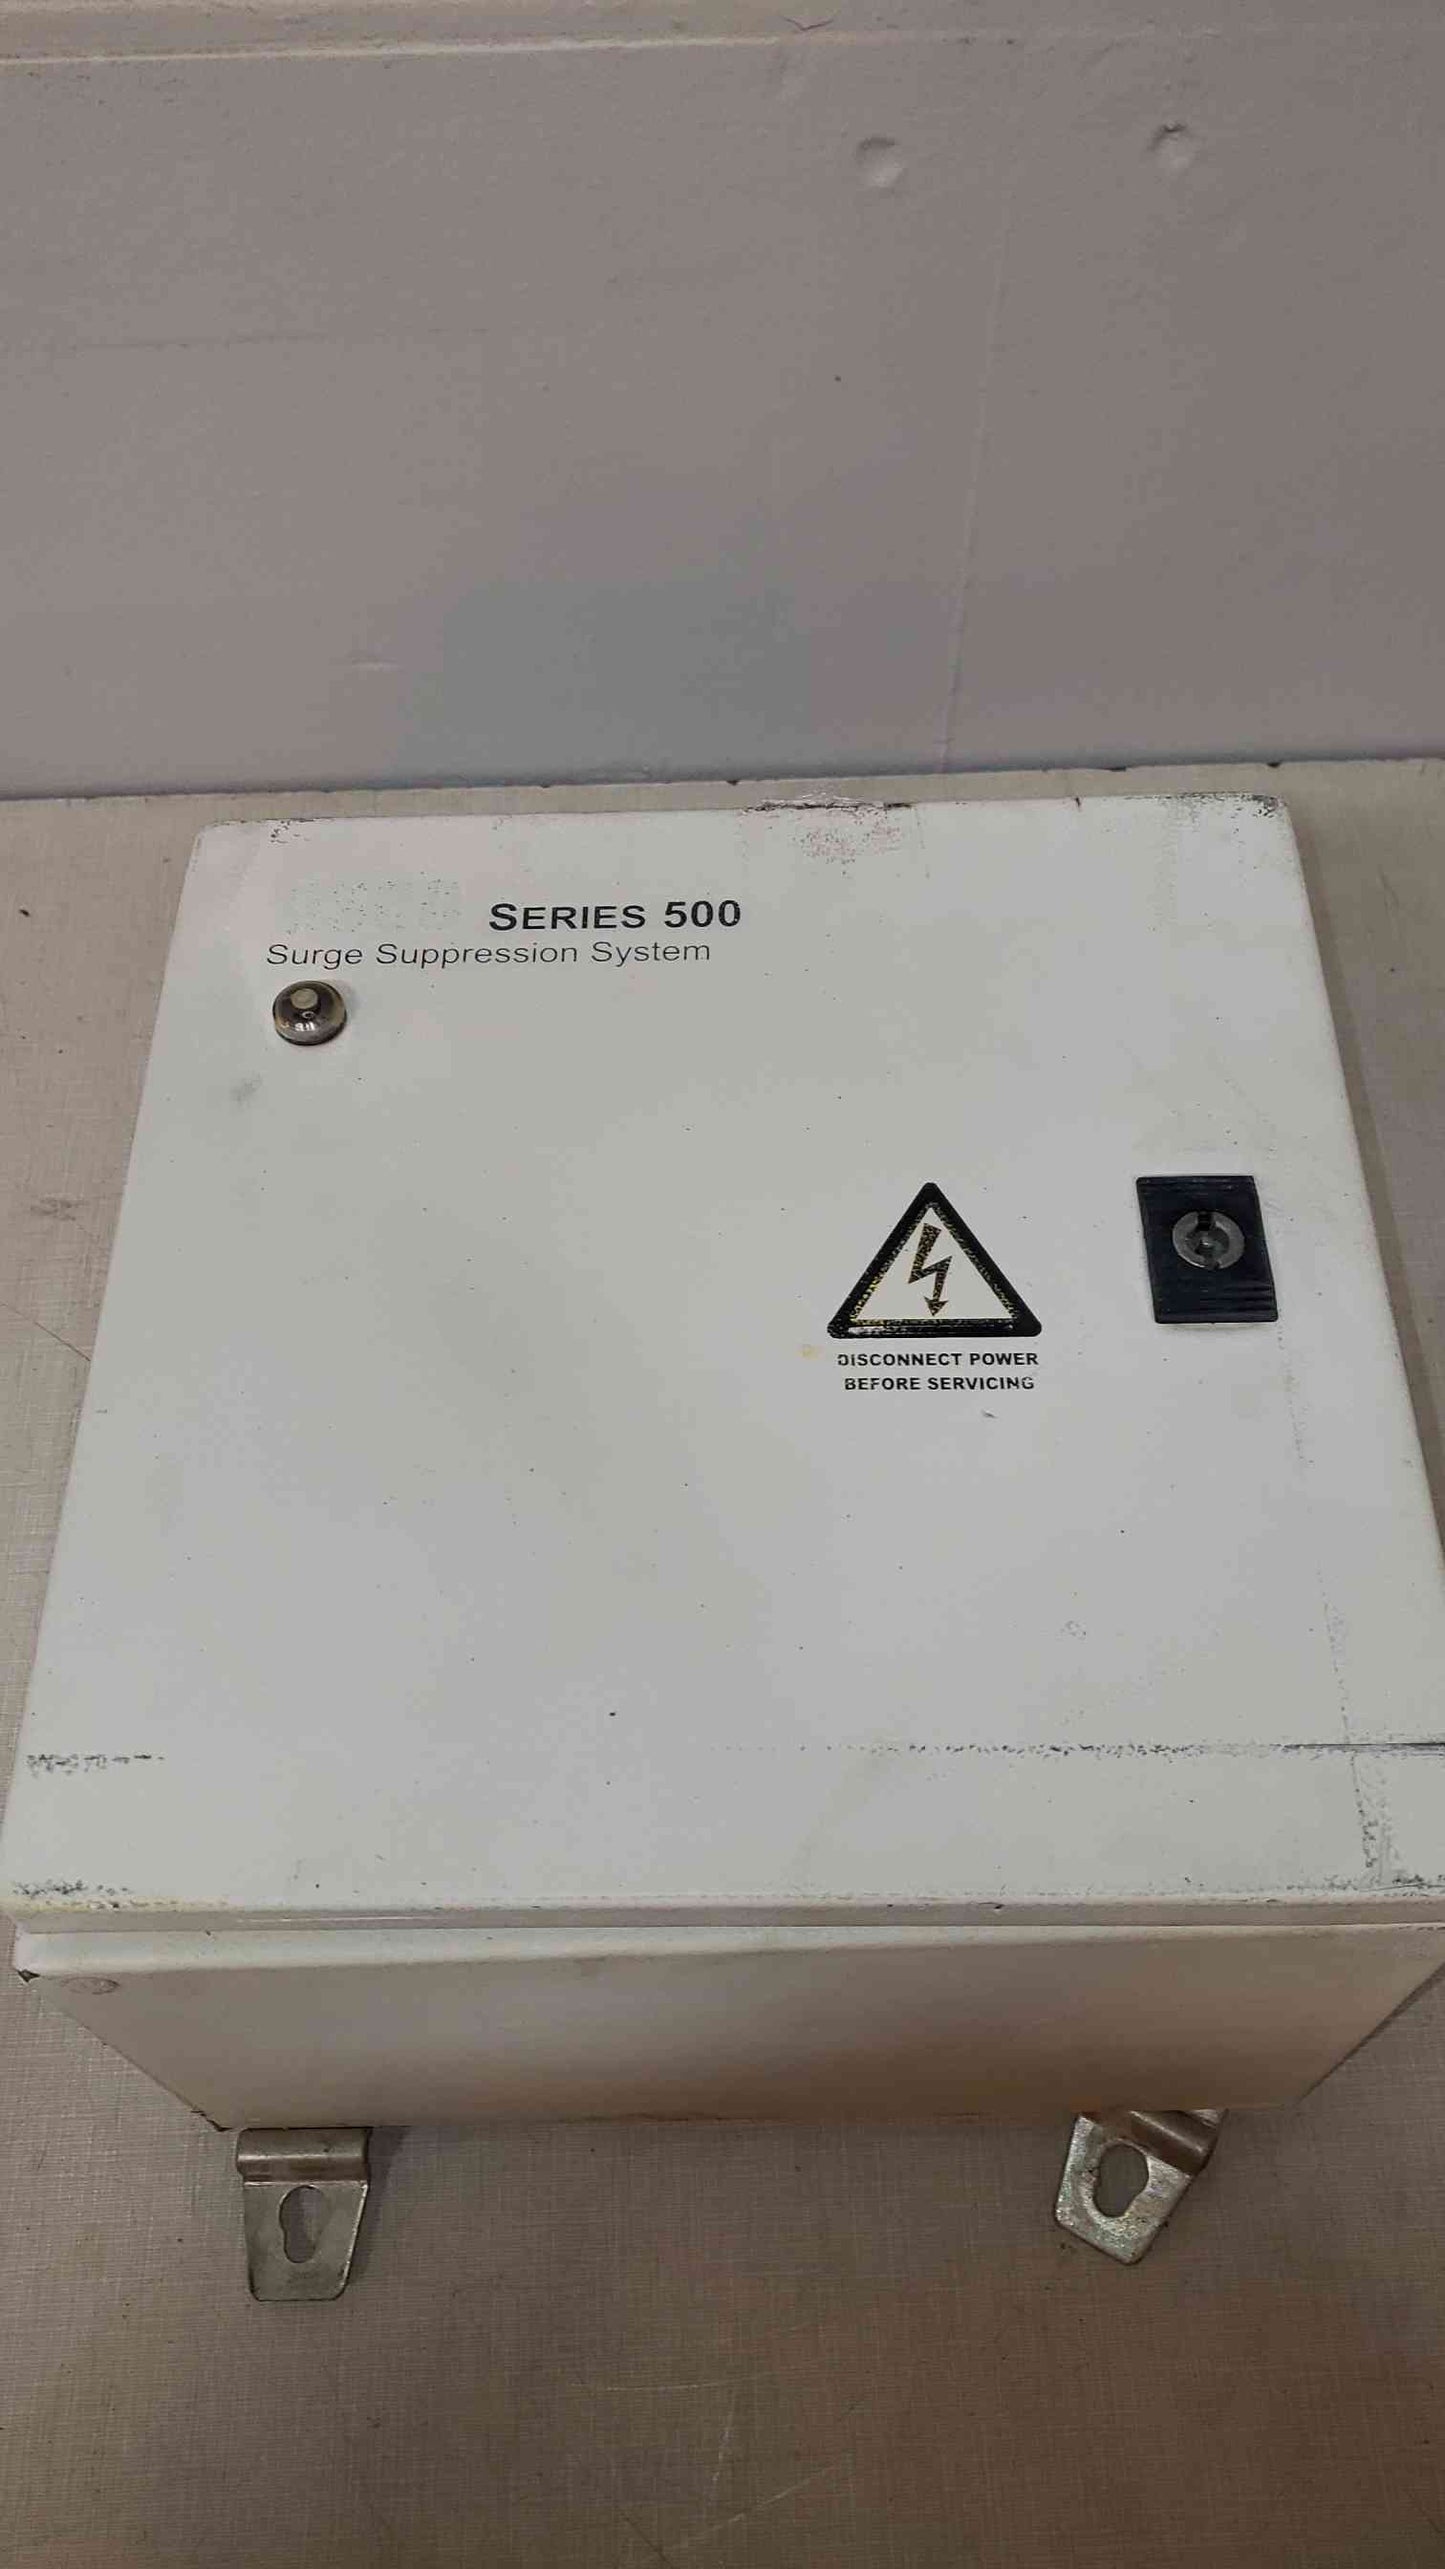 SERIES 500
Surge Suppression System
DISCONNECT POWER
BEFORE SERVICING